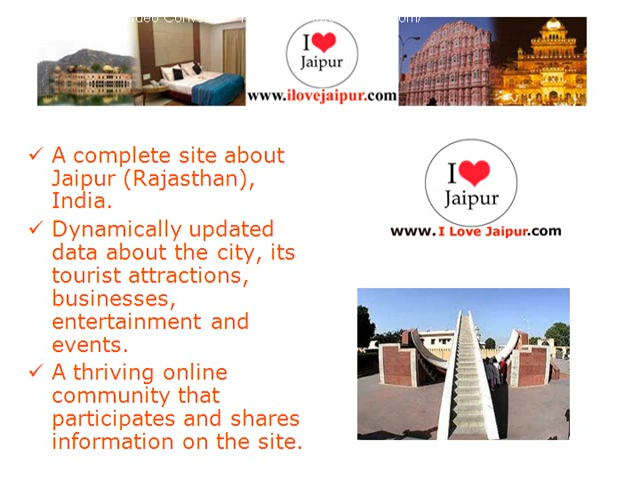 I
Jaipur
www.ilovejaipur.com
✓ A complete site about
Jaipur (Rajasthan),
India.
✓ Dynamically updated
data about the city, its
tourist attractions,
businesses,
entertainment and
events.
✓ A thriving online
community that
participates and shares
information on the site.
I
Jaipur
www.I Love Jaipur.com